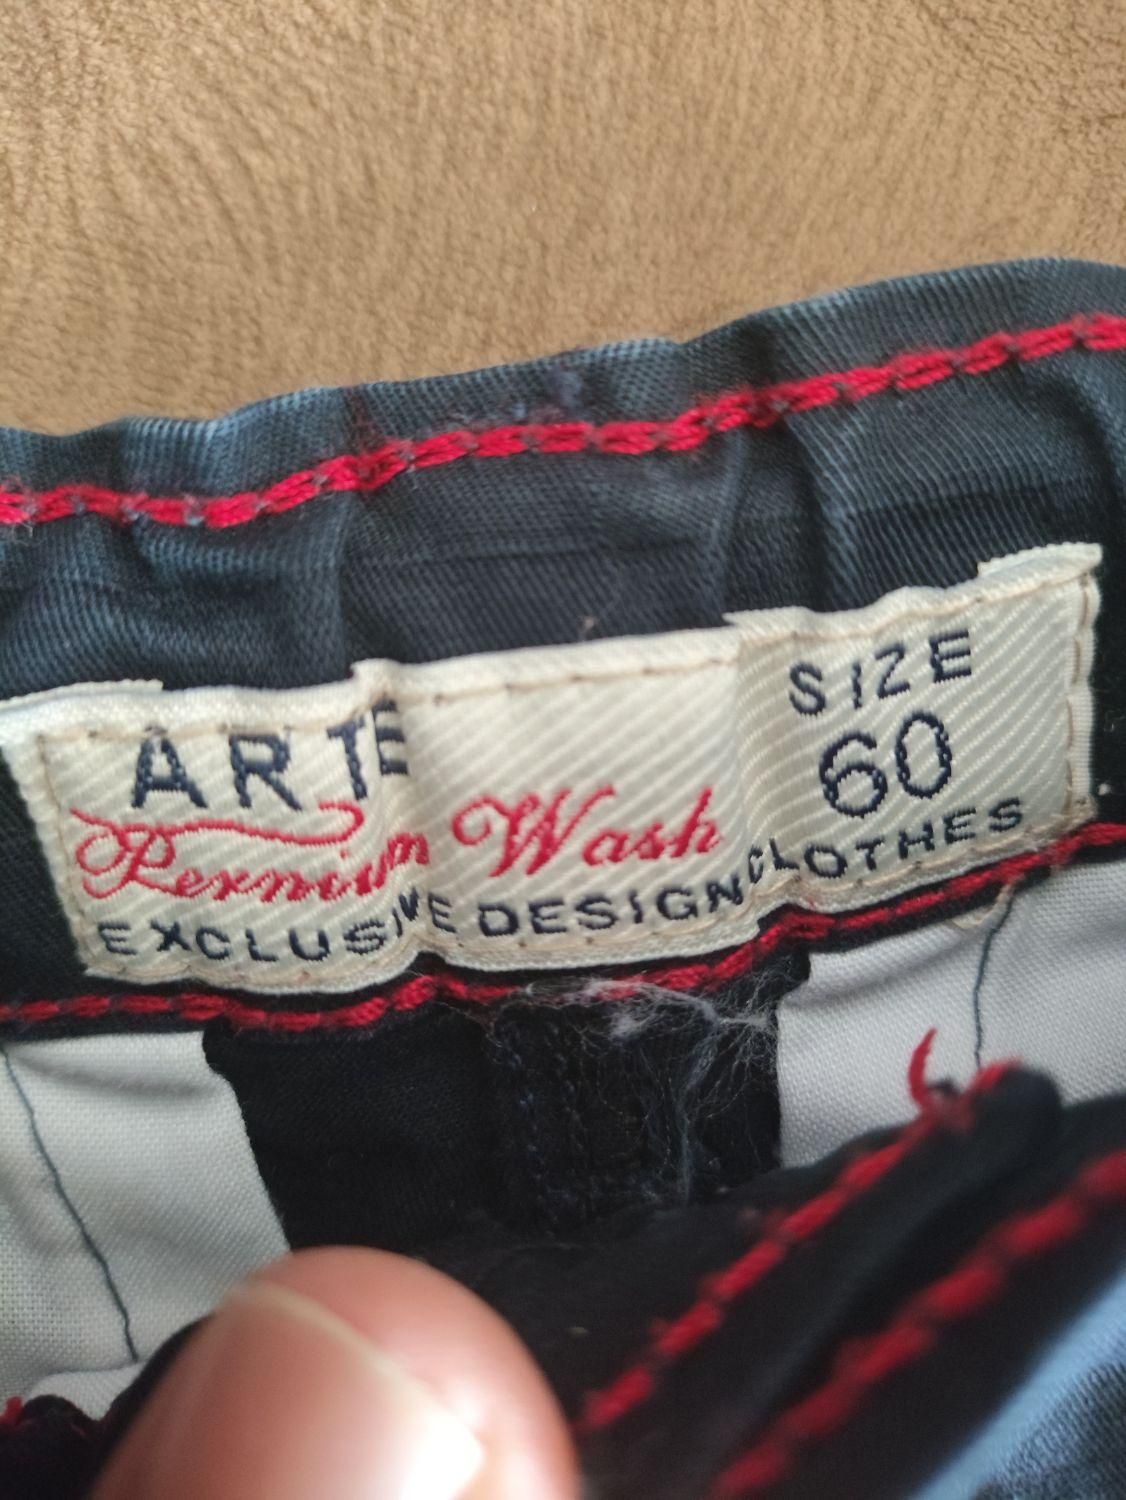 ARTE
SIZE
60
Pernium Wash
EXCLUSIVE DESIGN CLOTHES